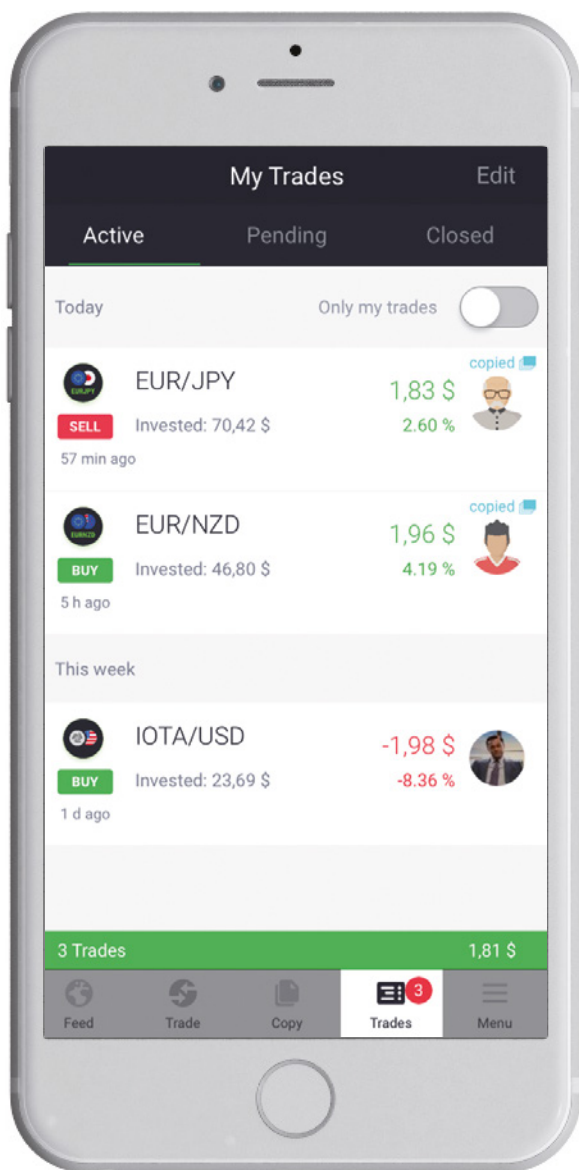 My Trades Edit
Active Pending Closed
Today Only my trades
copied
EUR/JPY 1,83 $
EURJPY
SELL Invested: 70,42 $ 2.60 %
57 min ago
copied
EUR/NZD 1,96 $
EURNZD
BUY Invested: 46,80 $ 4.19 %
5 h ago
This week
IOTA/USD -1,98 $
BUY Invested: 23,69 $ -8.36 %
1 d ago
3 Trades 1,81 $
3
Feed Trade Copy Trades Menu